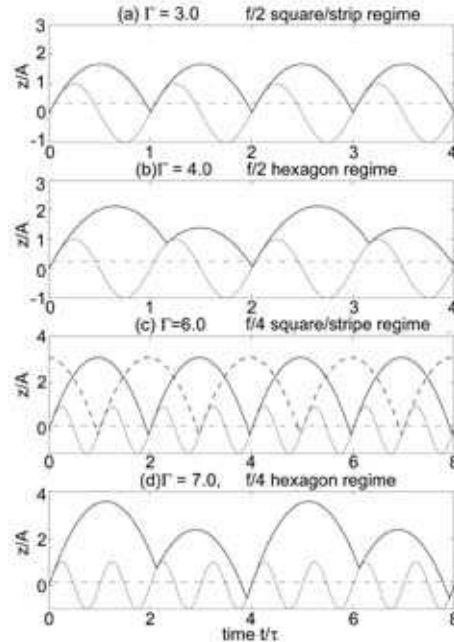 (a) Γ = 3.0 f/2 square/strip regime
3
2
1
0
-1
z/A
0 1 2 3 4
(b)Γ = 4.0 f/2 hexagon regime
3
2
1
0
-1
z/A
0 1 2 3 4
(c) Γ=6.0 f/4 square/stripe regime
4
2
0
z/A
0 2 4 6 8
(d)Γ = 7.0, f/4 hexagon regime
4
2
0
z/A
0 2 4 6 8
time t/τ